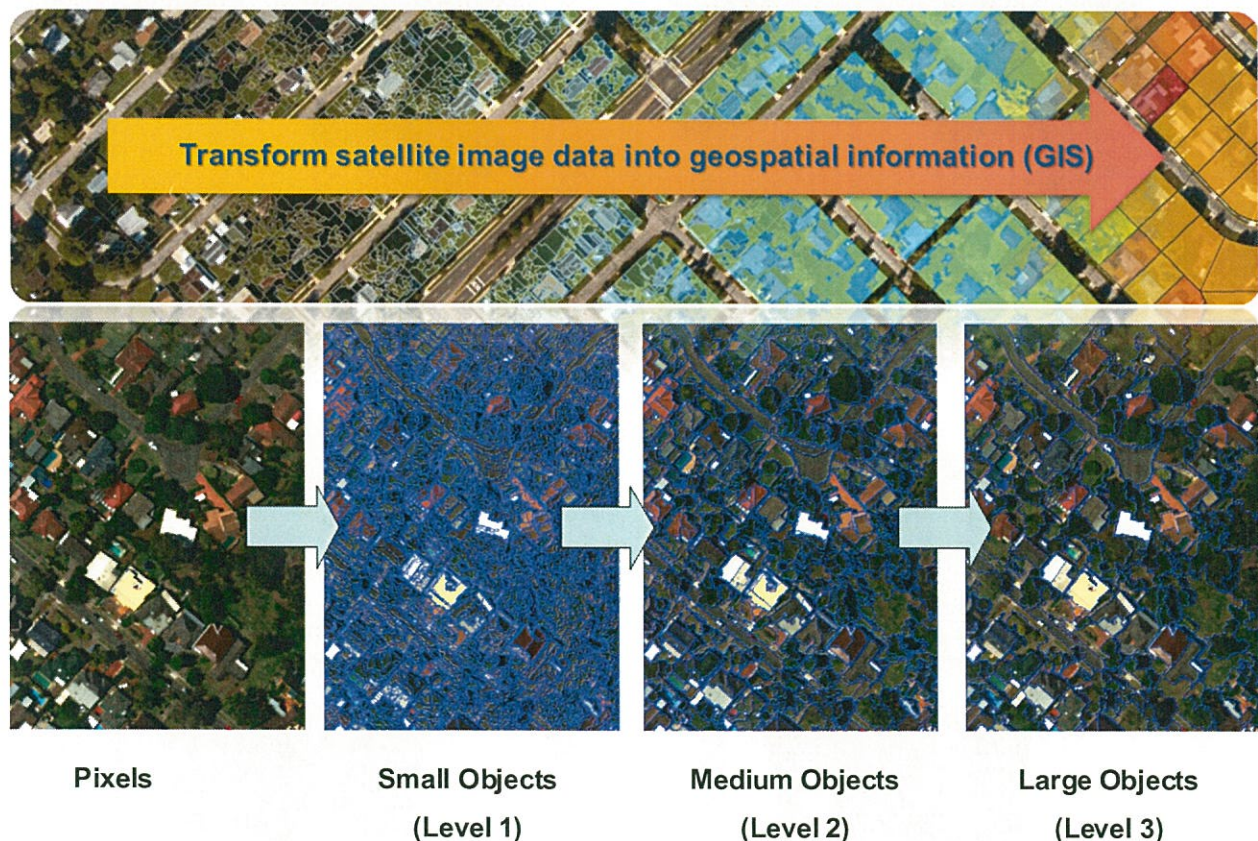 Transform satellite image data into geospatial information (GIS)
Pixels
Small Objects
(Level 1)
Medium Objects
(Level 2)
Large Objects
(Level 3)